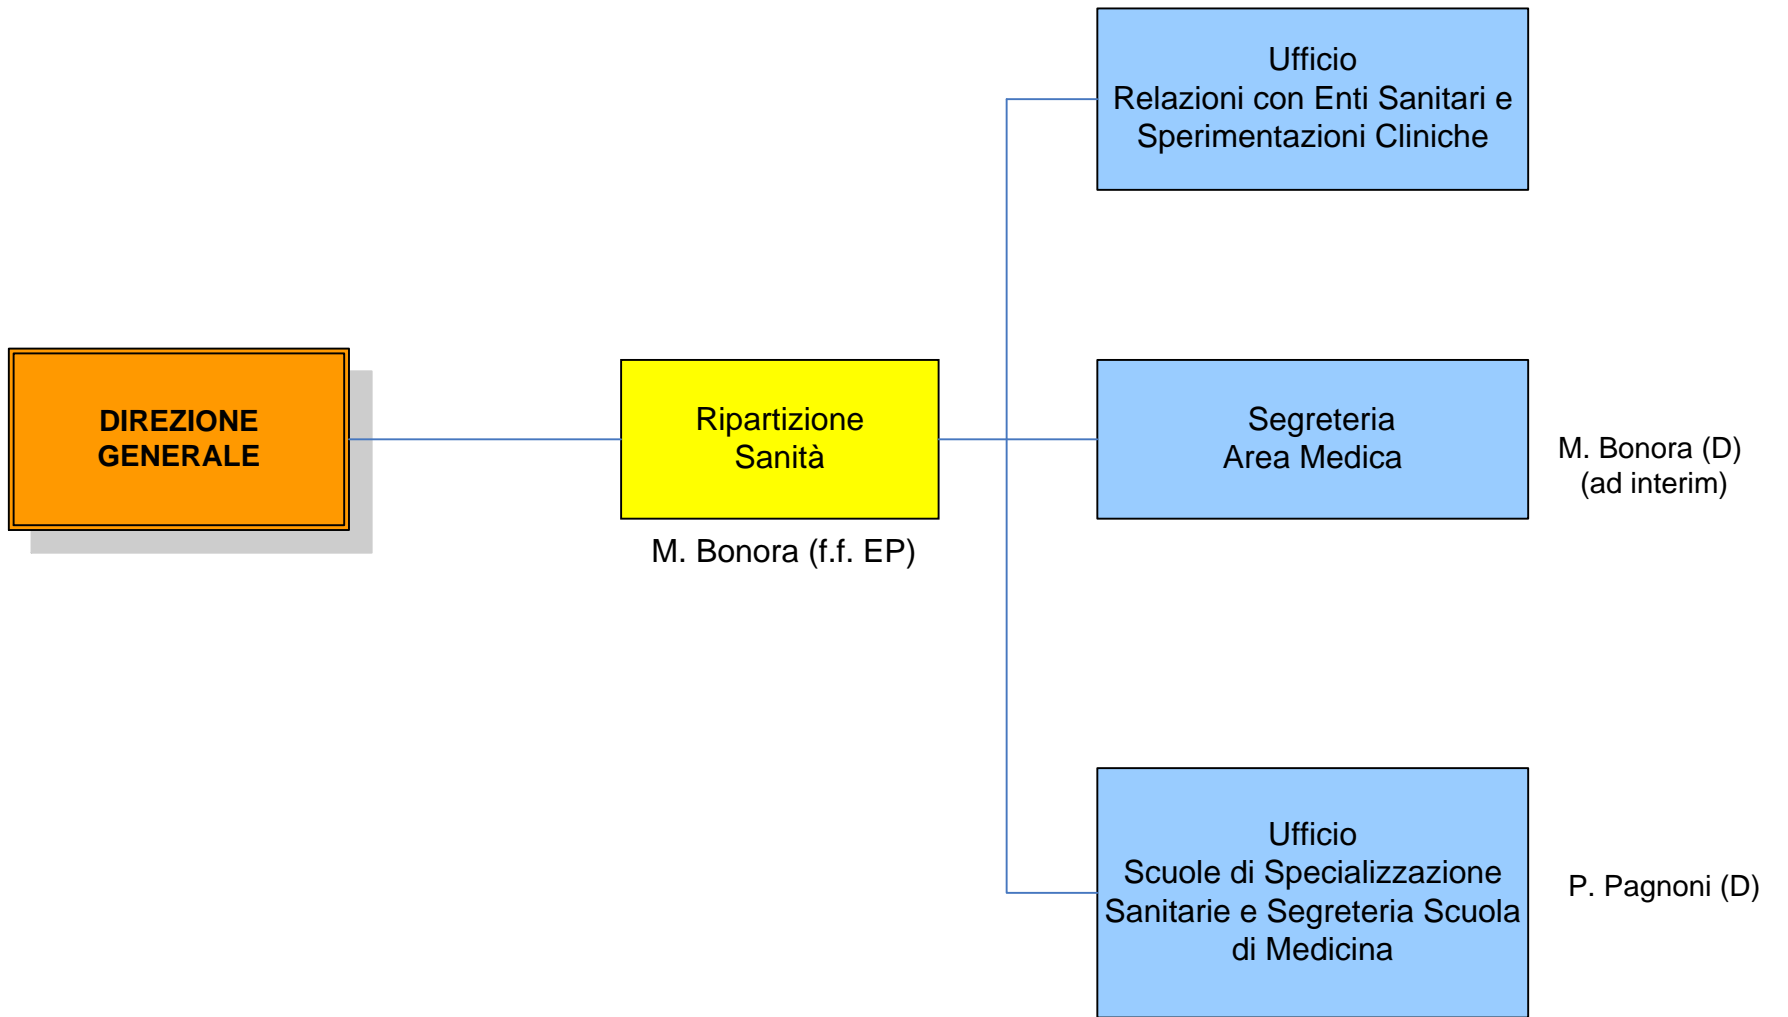 DIREZIONE
GENERALE
Ripartizione
Sanità
M. Bonora (f.f. EP)
Ufficio
Relazioni con Enti Sanitari e
Sperimentazioni Cliniche
Segreteria
Area Medica
M. Bonora (D)
(ad interim)
Ufficio
Scuole di Specializzazione
Sanitarie e Segreteria Scuola
di Medicina
P. Pagnoni (D)